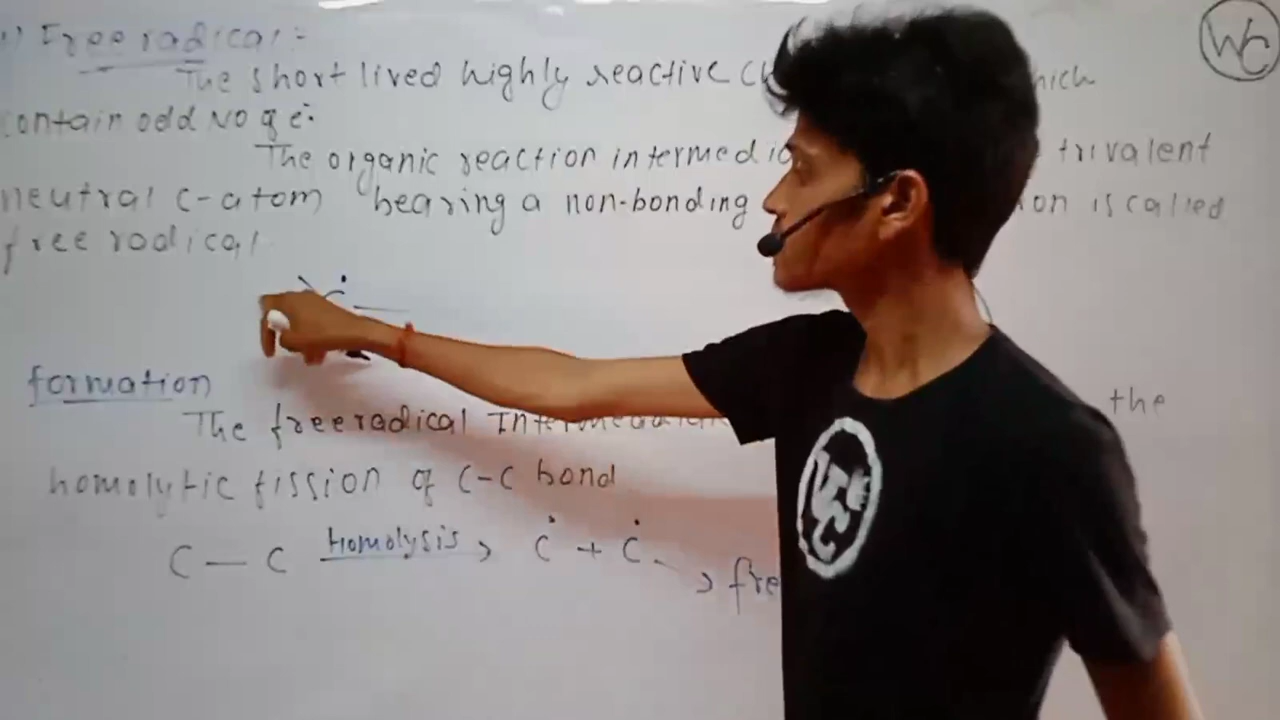 1) Free radical:-
The short lived highly reactive which
contain odd no of e⁻.
The organic reaction intermedia trivalent
neutral C-atom bearing a non-bonding on is called
free radical
Ċ
formation
The free radical Intermediate the
homolytic fission of C-C bond
C — C Homolysis > Ċ + Ċ
> fre
WC